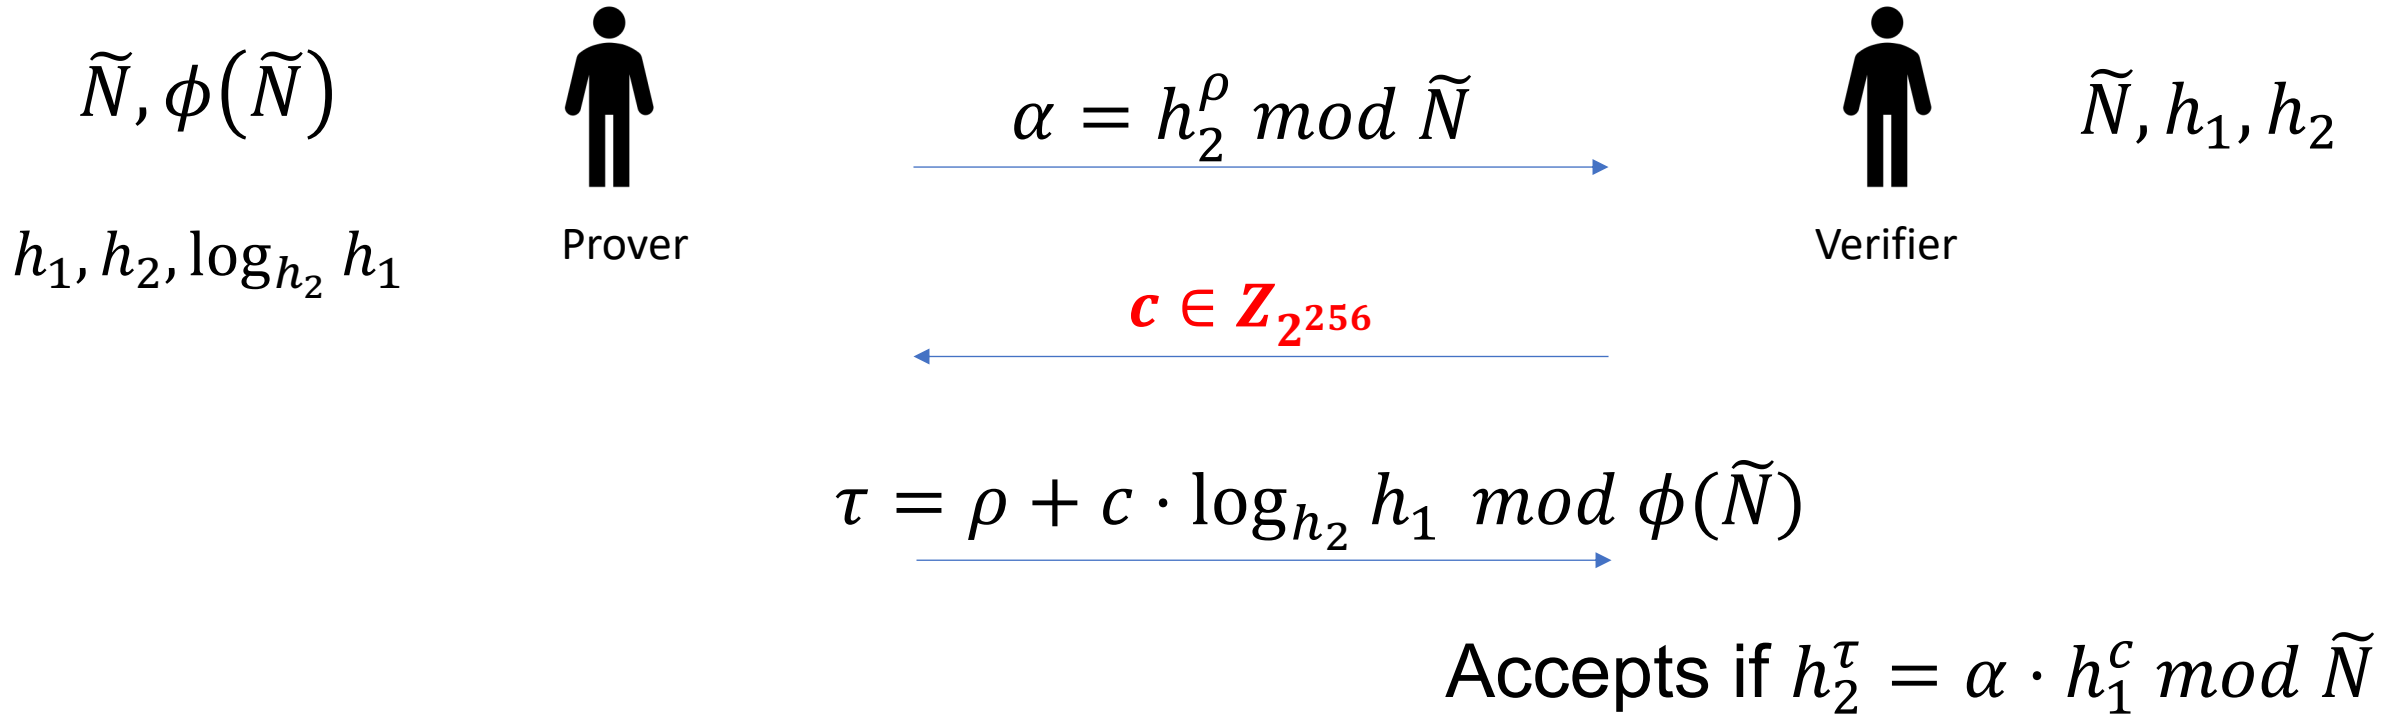 Ñ, ϕ(Ñ)
α = h₂^ρ mod Ñ
Ñ, h₁, h₂
h₁, h₂, log_{h₂} h₁
Prover
Verifier
c ∈ Z_{2^{256}}
τ = ρ + c · log_{h₂} h₁ mod ϕ(Ñ)
Accepts if h₂^τ = α · h₁^c mod Ñ